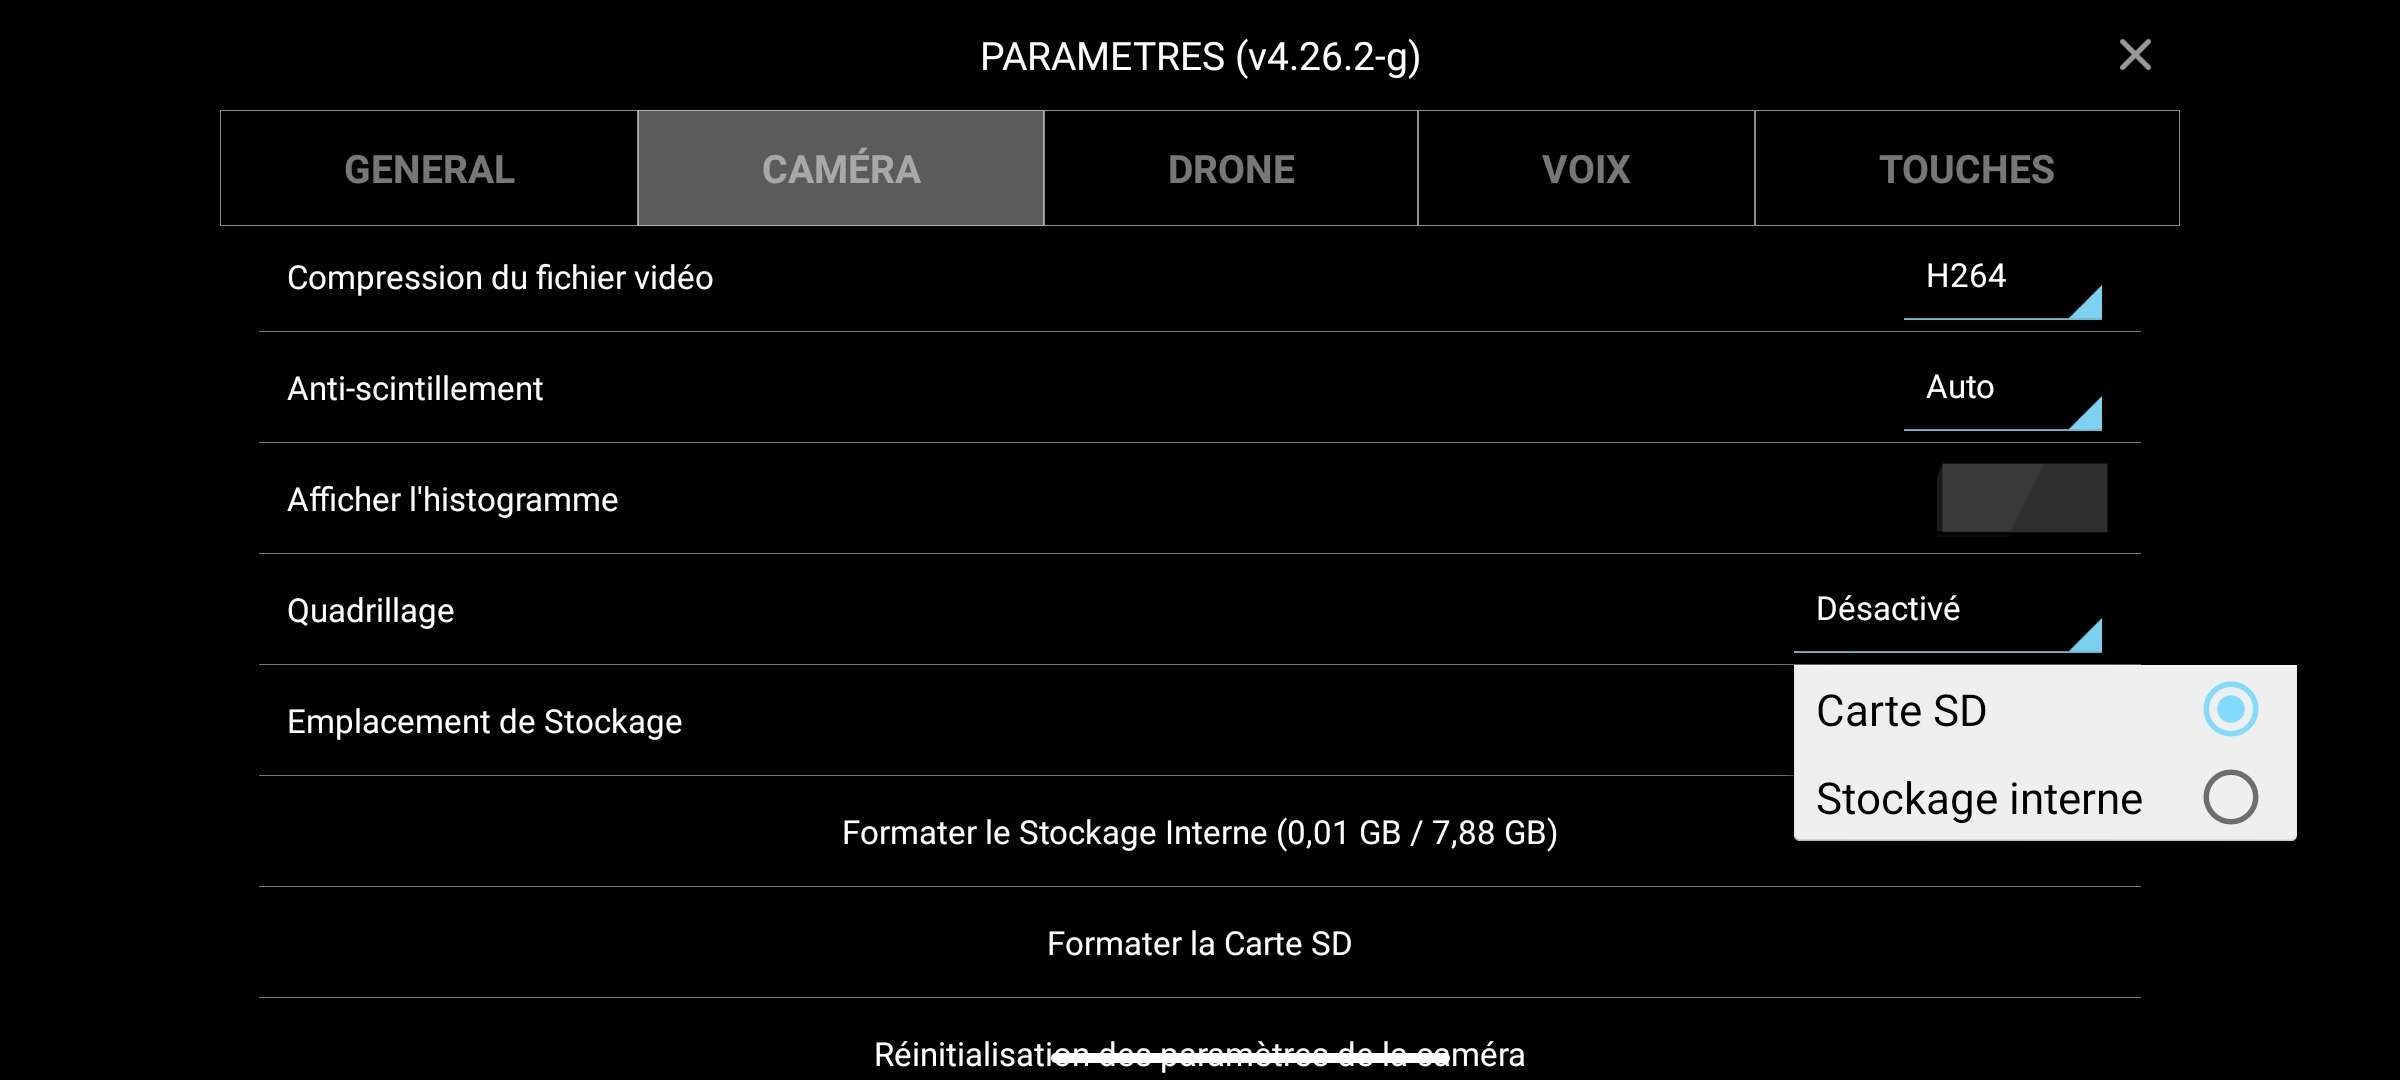 PARAMETRES (v4.26.2-g)
GENERAL
CAMÉRA
DRONE
VOIX
TOUCHES
Compression du fichier vidéo
H264
Anti-scintillement
Auto
Afficher l'histogramme
Quadrillage
Désactivé
Emplacement de Stockage
Carte SD
Stockage interne
Formater le Stockage Interne (0,01 GB / 7,88 GB)
Formater la Carte SD
Réinitialisation des paramètres de la caméra